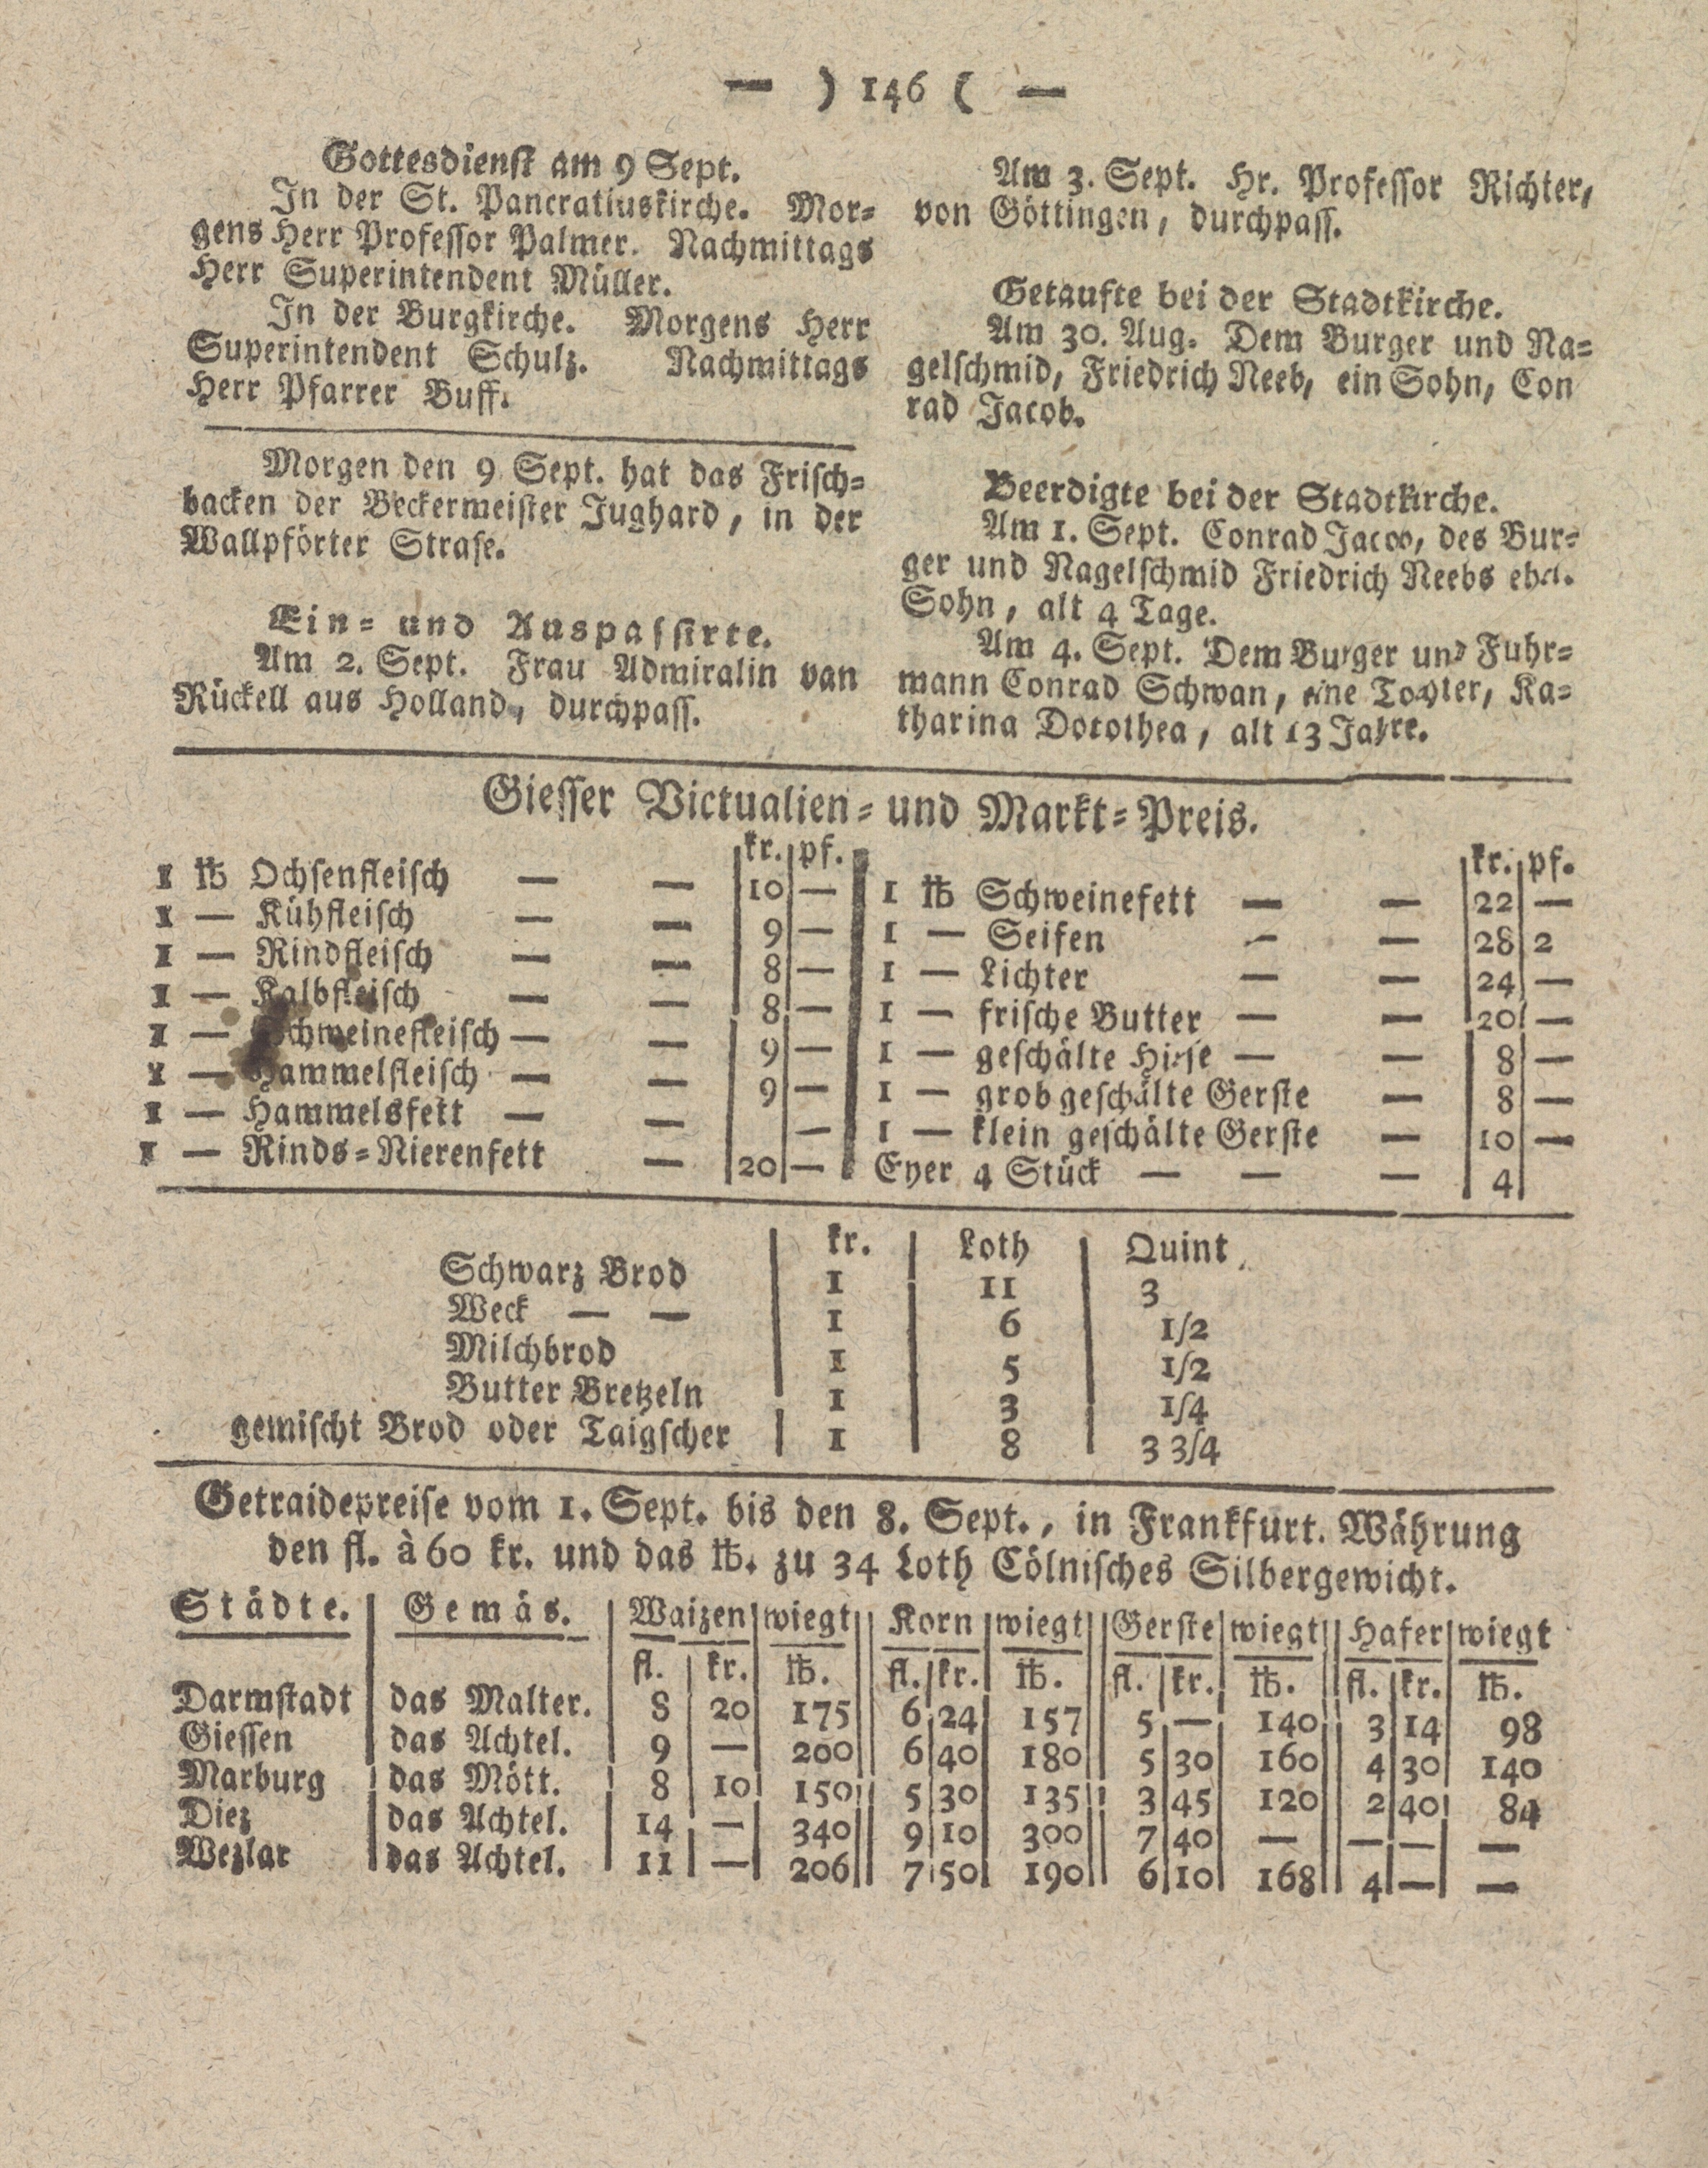 — ) 146 ( —
Gottesdienst am 9 Sept.
In der St. Pancratiuskirche. Mor=
gens Herr Professor Palmer. Nachmittags
Herr Superintendent Müller.
In der Burgkirche. Morgens Herr
Superintendent Schulz. Nachmittags
Herr Pfarrer Buff.
Morgen den 9 Sept. hat das Frisch=
backen der Beckermeister Jughard, in der
Wallpförter Strase.
Ein= und Auspassirte.
Am 2. Sept. Frau Admiralin van
Rückell aus Holland, durchpass.
Am 3. Sept. Hr. Professor Richter,
von Göttingen, durchpass.
Getaufte bei der Stadtkirche.
Am 30. Aug. Dem Burger und Na=
gelschmid, Friedrich Neeb, ein Sohn, Con
rad Jacob.
Beerdigte bei der Stadtkirche.
Am 1. Sept. Conrad Jacob, des Bur=
ger und Nagelschmid Friedrich Neebs ehel.
Sohn, alt 4 Tage.
Am 4. Sept. Dem Burger und Fuhr=
mann Conrad Schwan, eine Tochter, Ka=
tharina Dorothea, alt 13 Jahre.
Giesser Victualien= und Markt=Preis.
kr. pf.
1 ℔ Ochsenfleisch — — 10 —
1 — Kühfleisch — — 9 —
1 — Rindfleisch — — 8 —
1 — Kalbfleisch — — 8 —
1 — Schweinefleisch — — 9 —
1 — Hammelfleisch — — 9 —
1 — Hammelsfett — — —
1 — Rinds=Nierenfett — 20 —
kr. pf.
1 ℔ Schweinefett — — 22 —
1 — Seifen — — 28 2
1 — Lichter — — 24 —
1 — frische Butter — — 20 —
1 — geschälte Hirse — — 8 —
1 — grob geschälte Gerste — 8 —
1 — klein geschälte Gerste — 10 —
Eyer 4 Stück — — — 4
kr. Loth Quint
Schwarz Brod 1 11 3
Weck — — 1 6 1/2
Milchbrod 1 5 1/2
Butter Bretzeln 1 3 1/4
gemischt Brod oder Taigscher 1 8 3 3/4
Getraidepreise vom 1. Sept. bis den 8. Sept., in Frankfurt. Währung
den fl. à 60 kr. und das ℔. zu 34 Loth Cölnisches Silbergewicht.
Städte. Gemäs. Waizen wiegt Korn wiegt Gerste wiegt Hafer wiegt
fl. kr. ℔. fl. kr. ℔. fl. kr. ℔. fl. kr. ℔.
Darmstadt das Malter. 8 20 175 6 24 157 5 — 140 3 14 98
Giessen das Achtel. 9 — 200 6 40 180 5 30 160 4 30 140
Marburg das Mött. 8 10 150 5 30 135 3 45 120 2 40 84
Diez das Achtel. 14 — 340 9 10 300 7 40 — — — —
Wezlar das Achtel. 11 — 206 7 50 190 6 10 168 4 — —